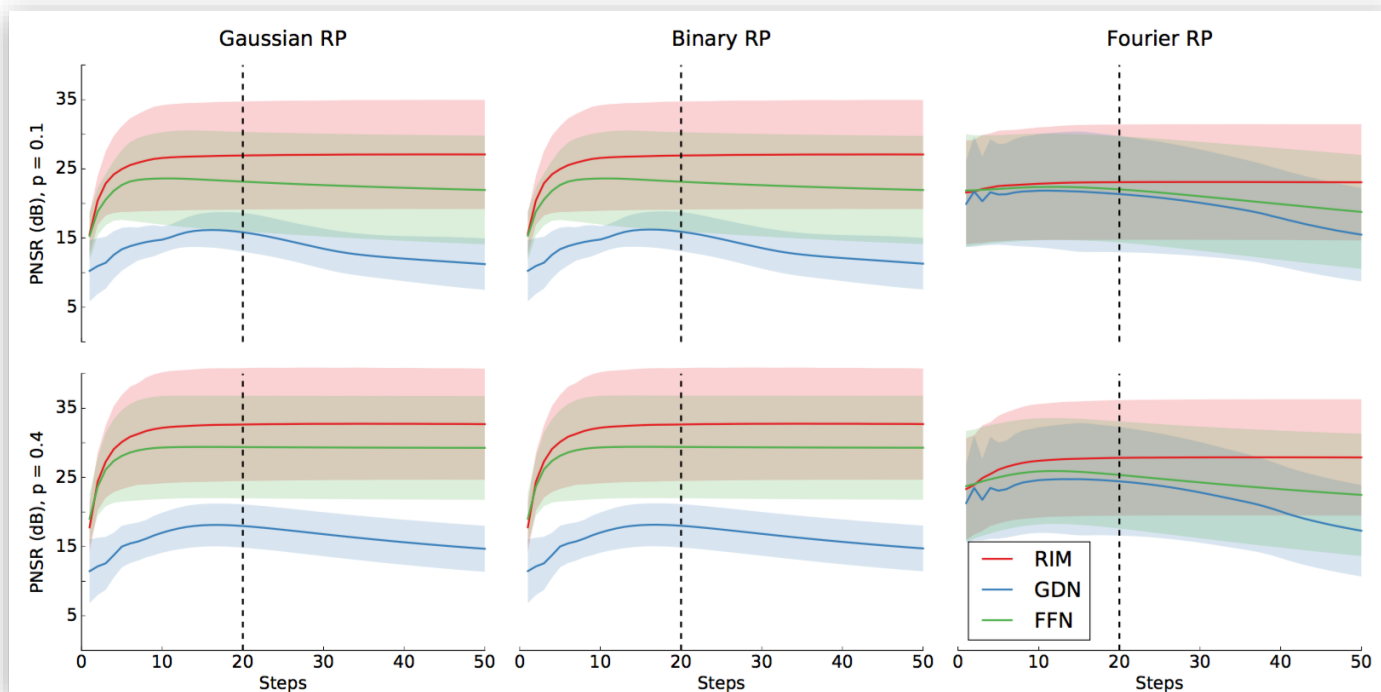 Gaussian RP
Binary RP
Fourier RP
PNSR (dB), p = 0.1
35
25
15
5
PNSR (dB), p = 0.4
35
25
15
5
RIM
GDN
FFN
0 10 20 30 40 50
0 10 20 30 40 50
0 10 20 30 40 50
Steps
Steps
Steps